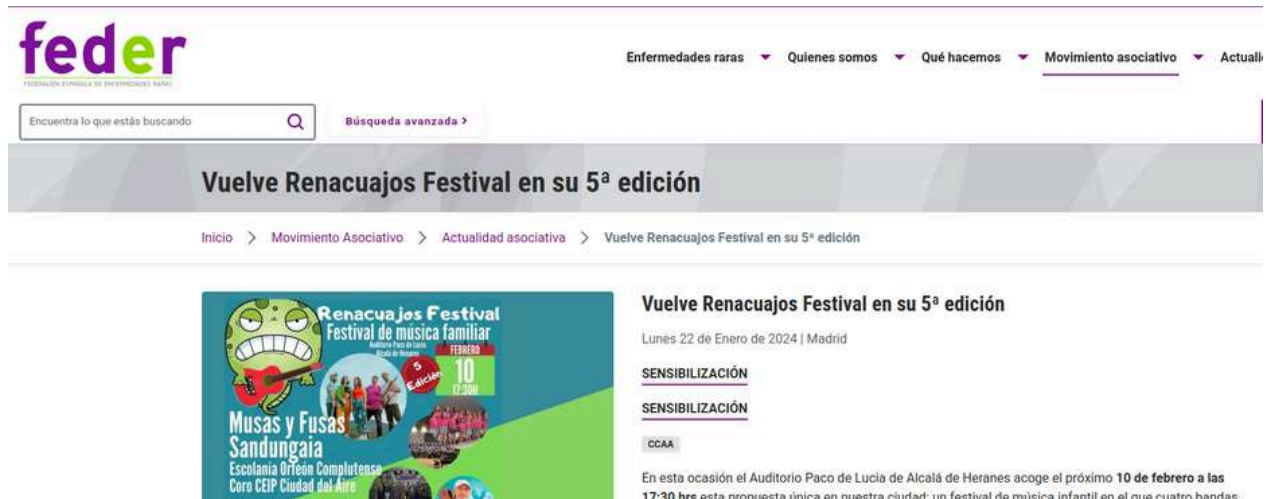 feder
FEDERACIÓN ESPAÑOLA DE ENFERMEDADES RARAS
Enfermedades raras Quienes somos Qué hacemos Movimiento asociativo Actuali
Encuentra lo que estás buscando
Búsqueda avanzada >
Vuelve Renacuajos Festival en su 5ª edición
Inicio > Movimiento Asociativo > Actualidad asociativa > Vuelve Renacuajos Festival en su 5ª edición
Renacuajos Festival
Festival de música familiar
Auditorio Paco de Lucia
Alcalá de Henares
FEBRERO
10
17:30H
5
Edición
Musas y Fusas
Sandungaia
Escolanía Orfeón Complutense
Coro CEIP Ciudad del Aire
Vuelve Renacuajos Festival en su 5ª edición
Lunes 22 de Enero de 2024 | Madrid
SENSIBILIZACIÓN
SENSIBILIZACIÓN
CCAA
En esta ocasión el Auditorio Paco de Lucia de Alcalá de Heranes acoge el próximo 10 de febrero a las
17:30 hrs esta propuesta única en nuestra ciudad: un festival de música infantil en el que cuatro bandas